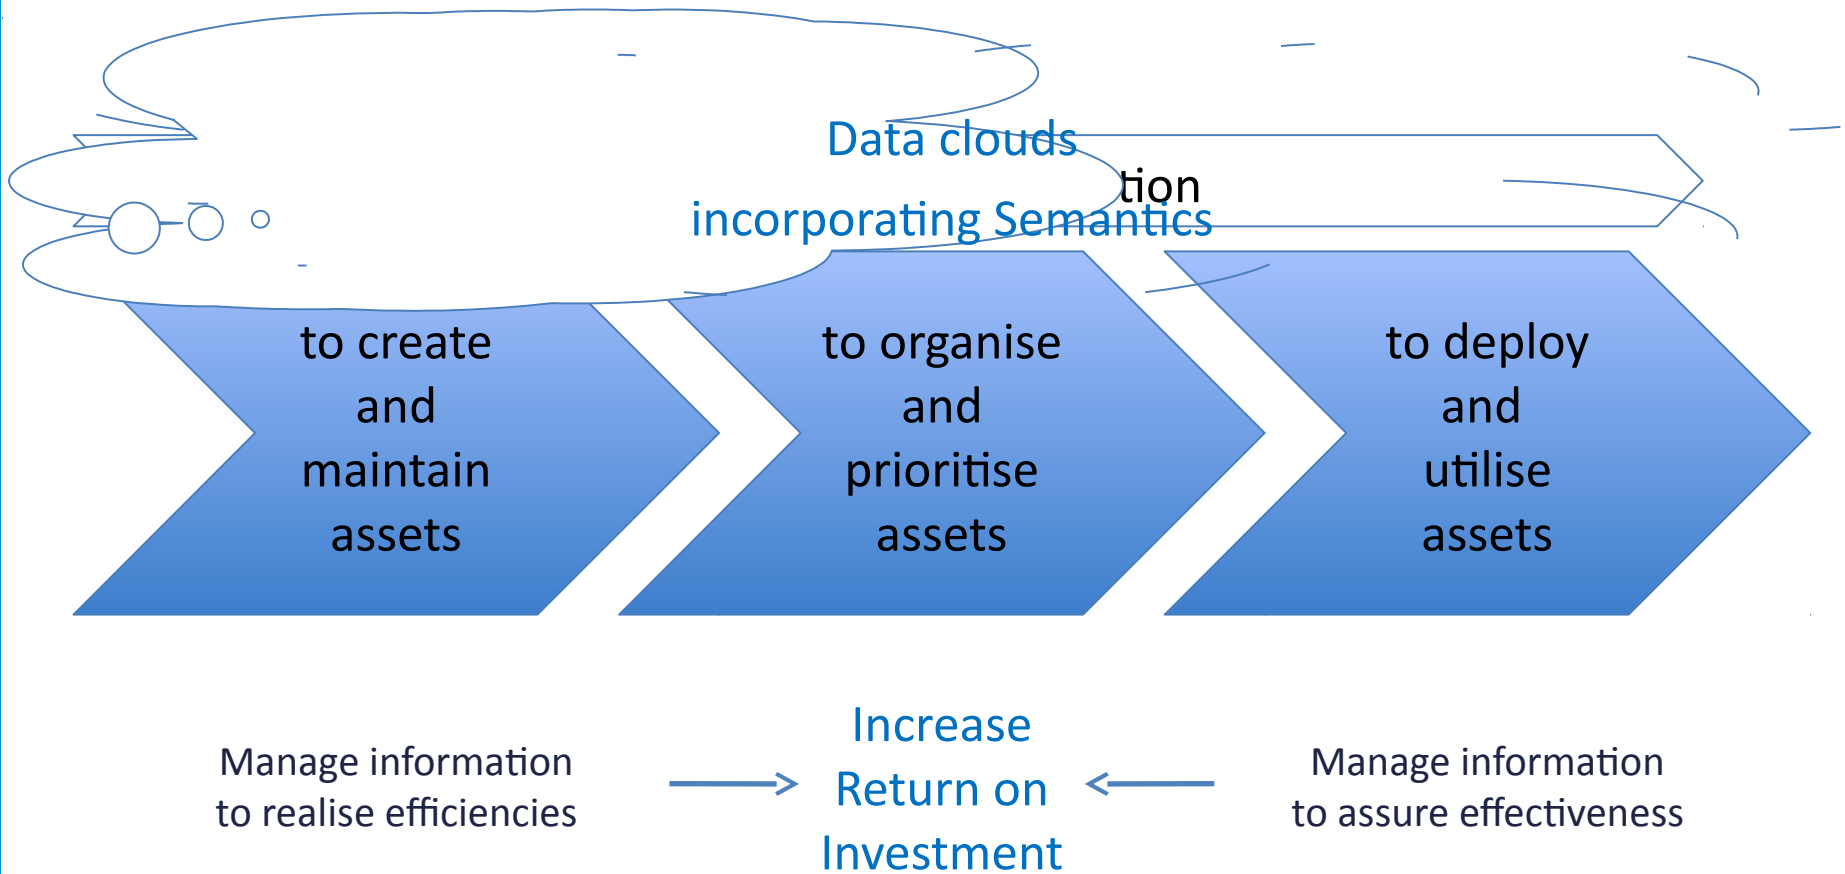 Data clouds
tion
incorporating Semantics
to create
and
maintain
assets
to organise
and
prioritise
assets
to deploy
and
utilise
assets
Manage information
to realise efficiencies
Increase
Return on
Investment
Manage information
to assure effectiveness